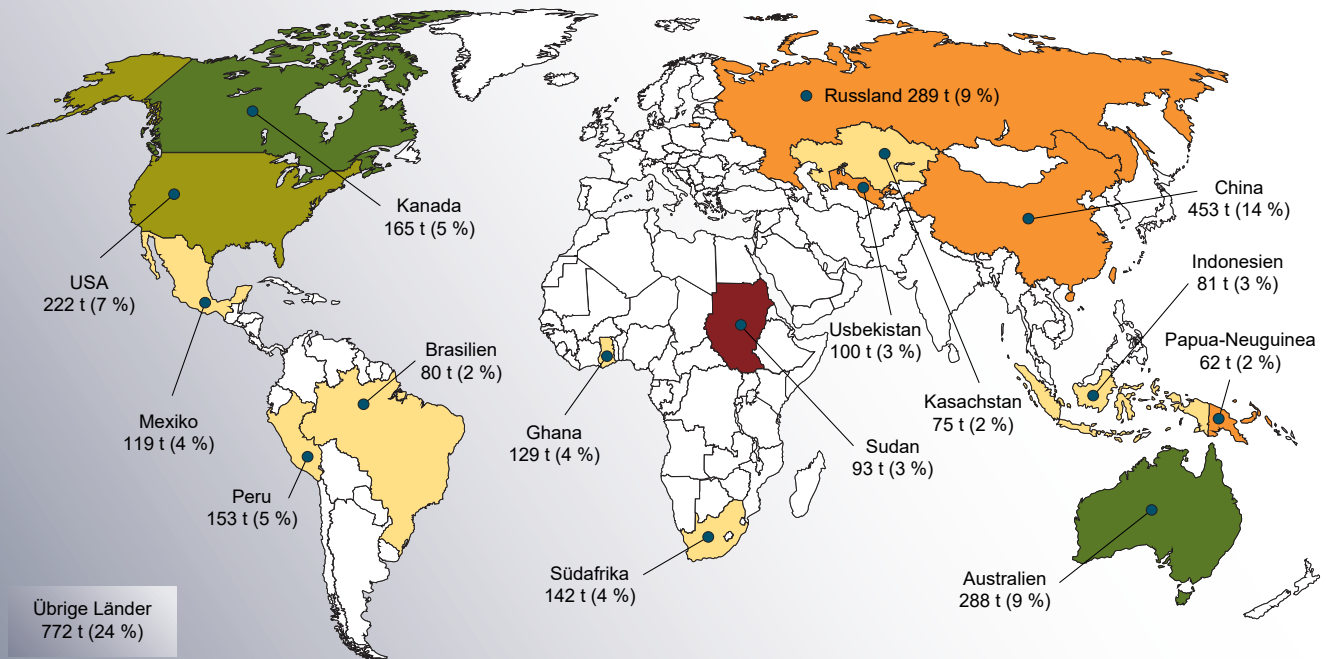 Russland 289 t (9 %)
Kanada
165 t (5 %)
China
453 t (14 %)
USA
222 t (7 %)
Indonesien
81 t (3 %)
Usbekistan
100 t (3 %)
Papua-Neuguinea
62 t (2 %)
Brasilien
80 t (2 %)
Kasachstan
75 t (2 %)
Mexiko
119 t (4 %)
Ghana
129 t (4 %)
Sudan
93 t (3 %)
Peru
153 t (5 %)
Südafrika
142 t (4 %)
Australien
288 t (9 %)
Übrige Länder
772 t (24 %)